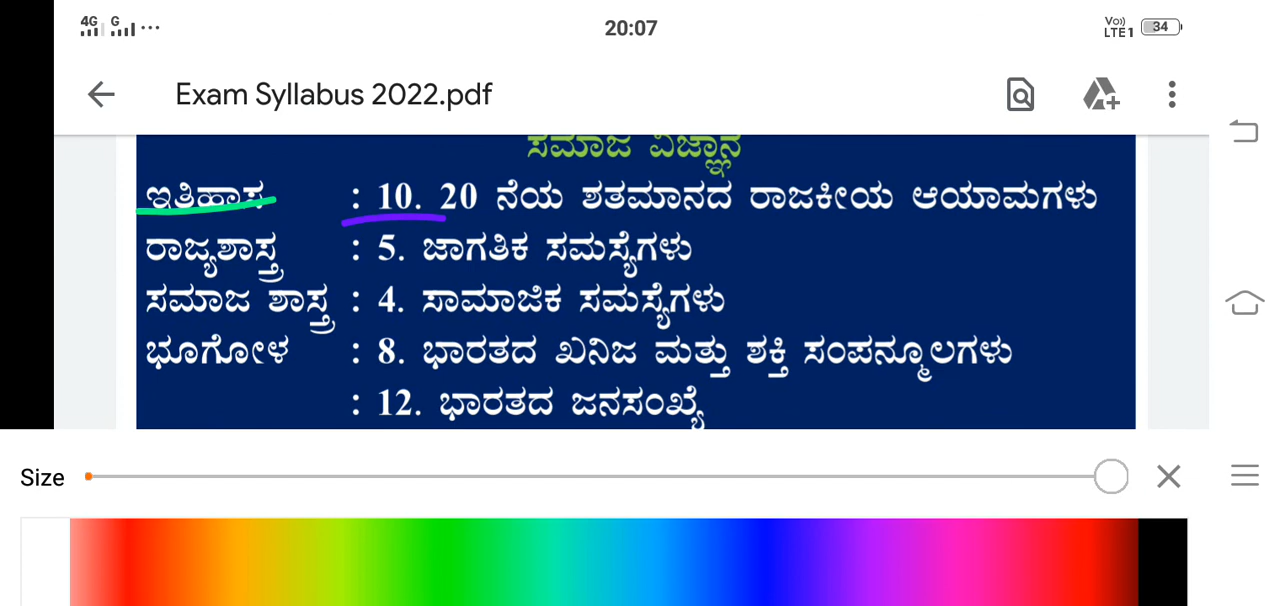 4G G ... 20:07 Vo)) LTE1 34
Exam Syllabus 2022.pdf
ಸಮಾಜ ವಿಜ್ಞಾನ
ಇತಿಹಾಸ : 10. 20 ನೆಯ ಶತಮಾನದ ರಾಜಕೀಯ ಆಯಾಮಗಳು
ರಾಜ್ಯಶಾಸ್ತ್ರ : 5. ಜಾಗತಿಕ ಸಮಸ್ಯೆಗಳು
ಸಮಾಜ ಶಾಸ್ತ್ರ : 4. ಸಾಮಾಜಿಕ ಸಮಸ್ಯೆಗಳು
ಭೂಗೋಳ : 8. ಭಾರತದ ಖನಿಜ ಮತ್ತು ಶಕ್ತಿ ಸಂಪನ್ಮೂಲಗಳು
: 12. ಭಾರತದ ಜನಸಂಖ್ಯೆ
Size